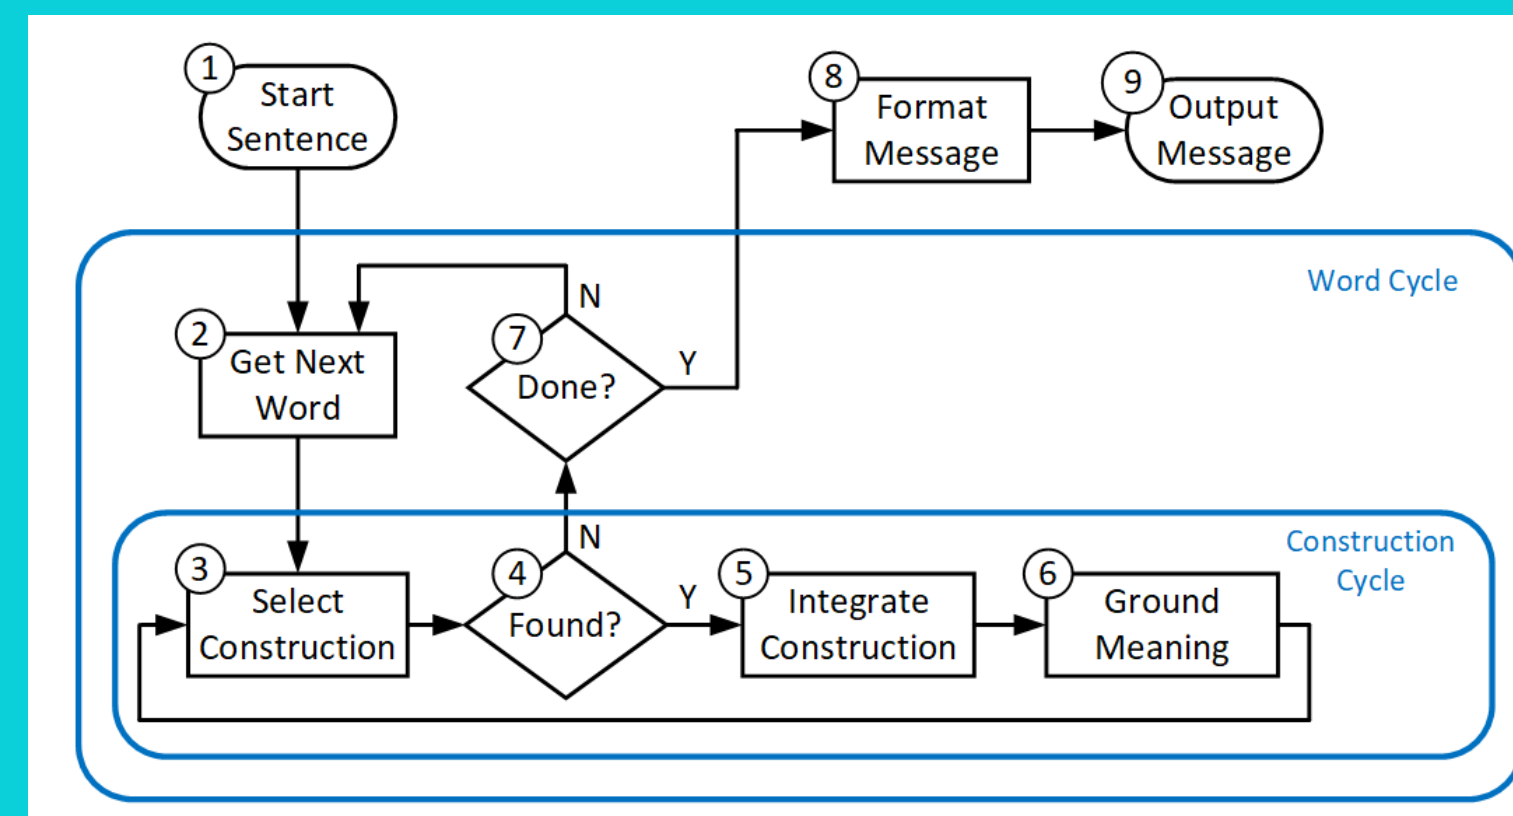 1
Start
Sentence
8
Format
Message
9
Output
Message
Word Cycle
2
Get Next
Word
N
7
Done?
Y
Construction
Cycle
3
Select
Construction
N
4
Found?
Y
5
Integrate
Construction
6
Ground
Meaning